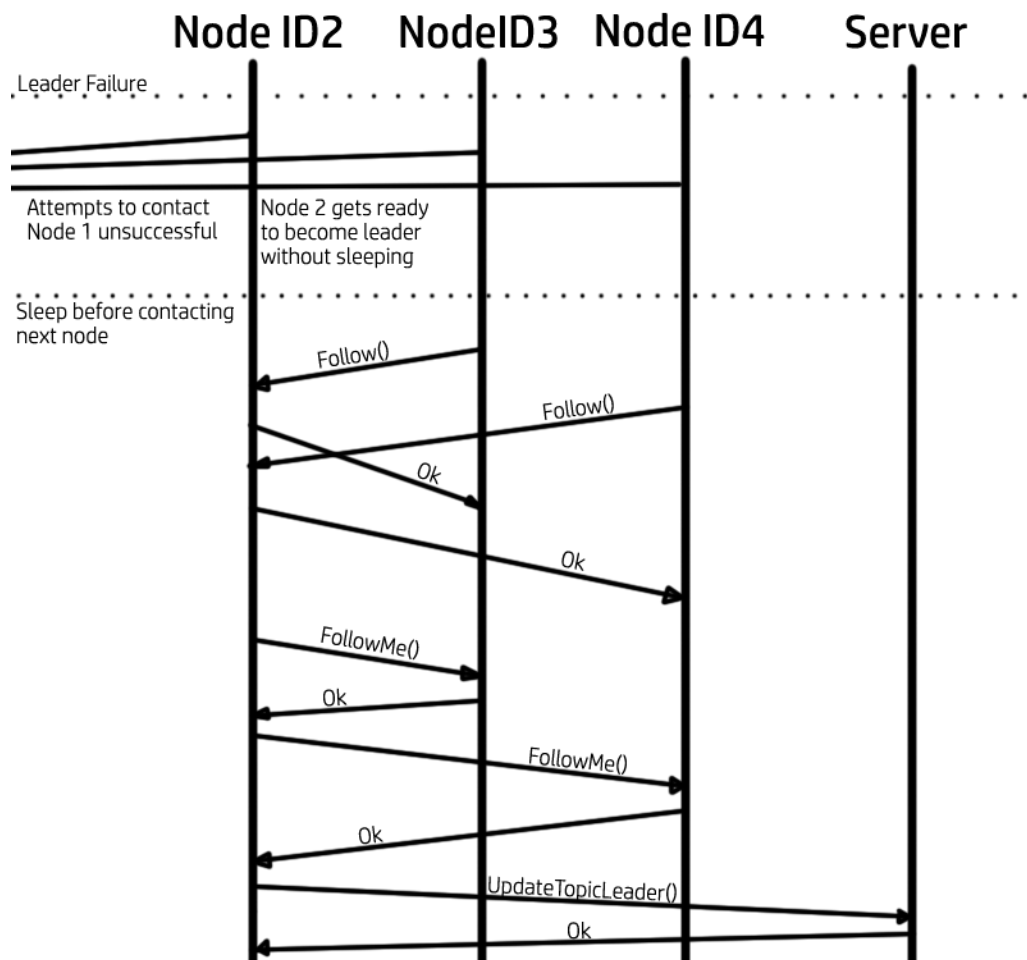 Node ID2 NodeID3 Node ID4 Server
Leader Failure
Attempts to contact
Node 1 unsuccessful
Node 2 gets ready
to become leader
without sleeping
Sleep before contacting
next node
Follow()
Follow()
Ok
Ok
FollowMe()
Ok
FollowMe()
Ok
UpdateTopicLeader()
Ok